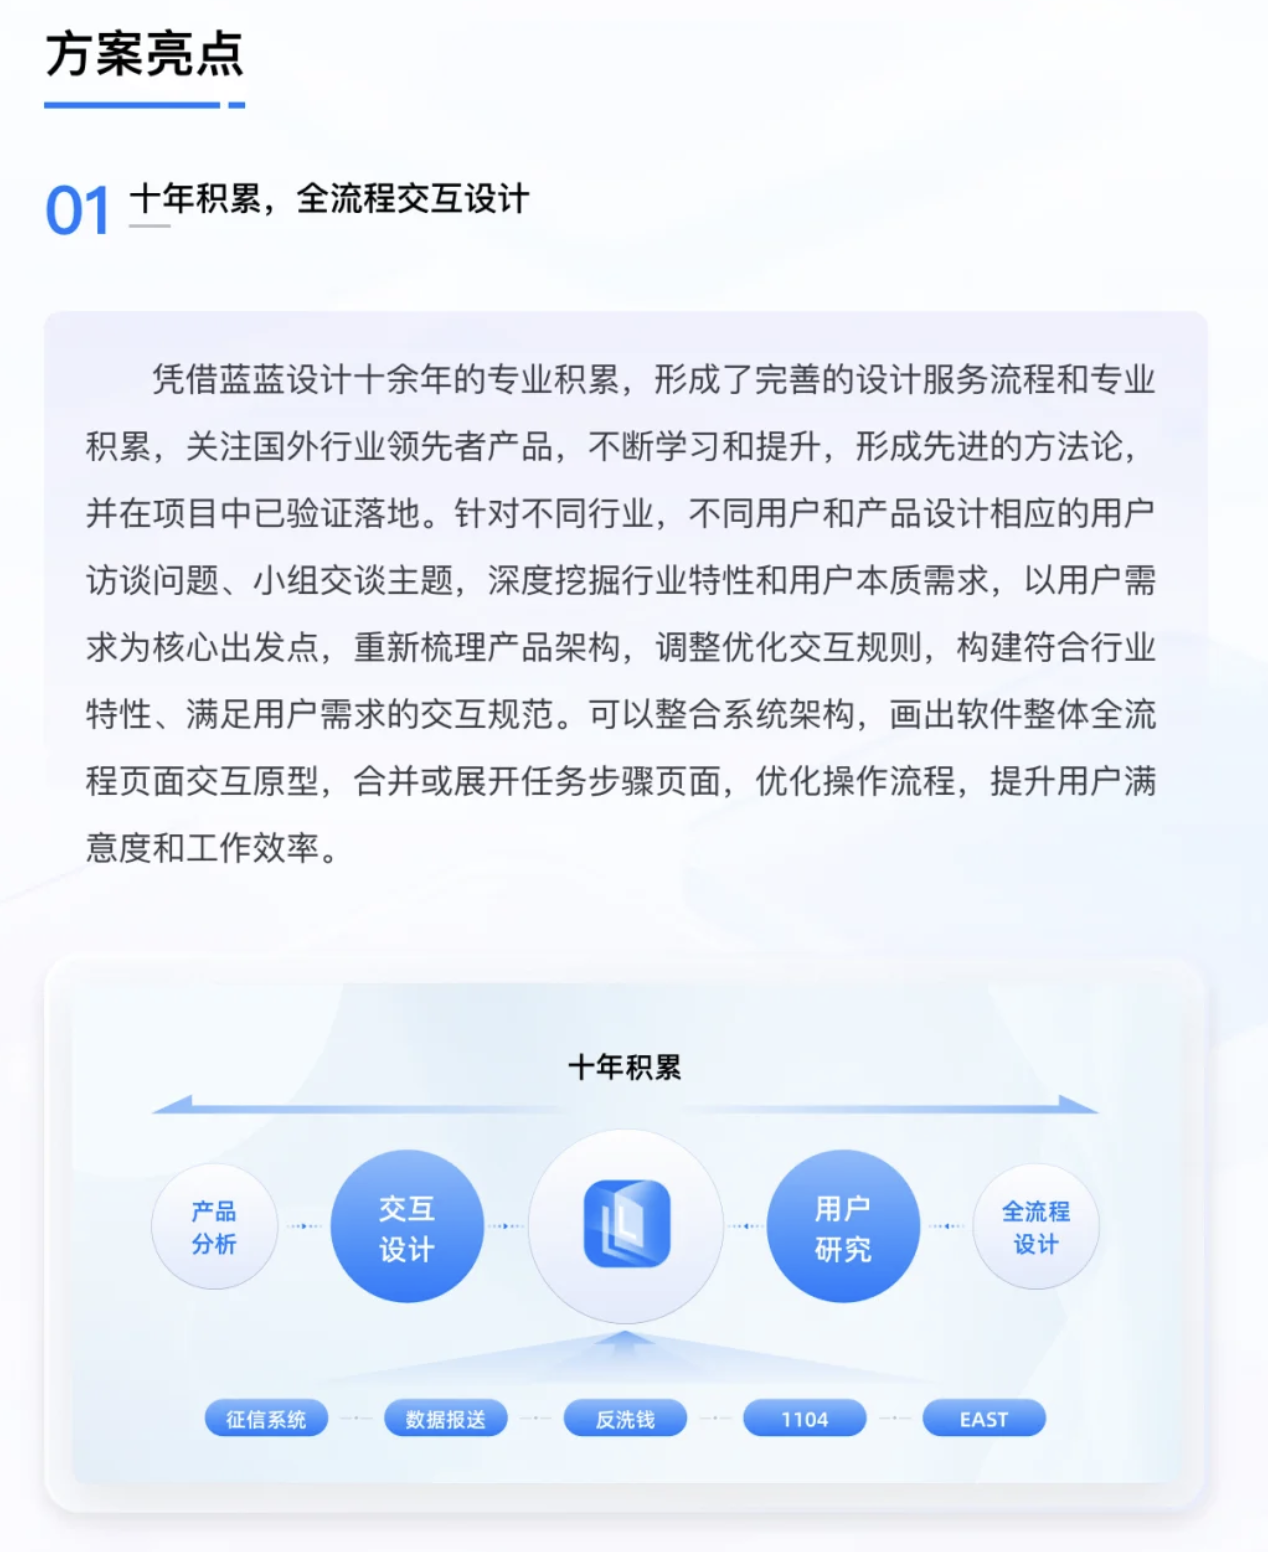 方案亮点
01 十年积累，全流程交互设计
凭借蓝蓝设计十余年的专业积累，形成了完善的设计服务流程和专业
积累，关注国外行业领先者产品，不断学习和提升，形成先进的方法论，
并在项目中已验证落地。针对不同行业，不同用户和产品设计相应的用户
访谈问题、小组交谈主题，深度挖掘行业特性和用户本质需求，以用户需
求为核心出发点，重新梳理产品架构，调整优化交互规则，构建符合行业
特性、满足用户需求的交互规范。可以整合系统架构，画出软件整体全流
程页面交互原型，合并或展开任务步骤页面，优化操作流程，提升用户满
意度和工作效率。
十年积累
产品
分析
交互
设计
L
用户
研究
全流程
设计
征信系统
数据报送
反洗钱
1104
EAST